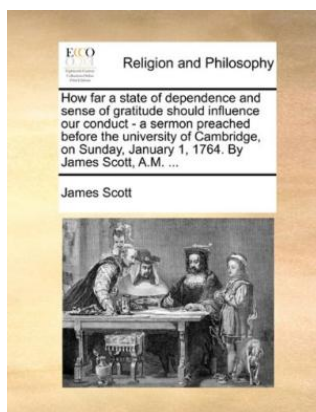 ECCO
Religion and Philosophy
How far a state of dependence and
sense of gratitude should influence
our conduct - a sermon preached
before the university of Cambridge,
on Sunday, January 1, 1764. By
James Scott, A.M. ...
James Scott